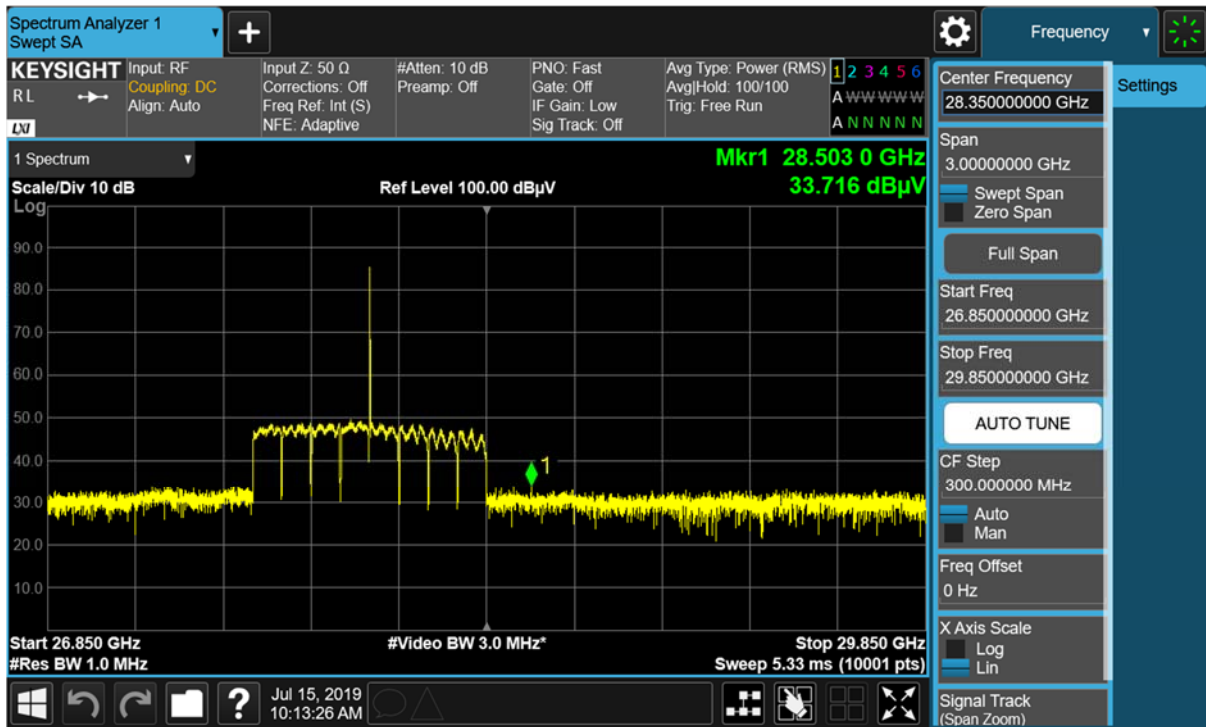 Spectrum Analyzer 1
Swept SA
Frequency
KEYSIGHT
R L
LXI
Input: RF
Coupling: DC
Align: Auto
Input Z: 50 Ω
Corrections: Off
Freq Ref: Int (S)
NFE: Adaptive
#Atten: 10 dB
Preamp: Off
PNO: Fast
Gate: Off
IF Gain: Low
Sig Track: Off
Avg Type: Power (RMS)
Avg|Hold: 100/100
Trig: Free Run
1 2 3 4 5 6
A W W W W W
A N N N N N
1 Spectrum
Scale/Div 10 dB
Log
Ref Level 100.00 dBµV
Mkr1 28.503 0 GHz
33.716 dBµV
90.0
80.0
70.0
60.0
50.0
40.0
30.0
20.0
10.0
1
Start 26.850 GHz
#Res BW 1.0 MHz
#Video BW 3.0 MHz*
Stop 29.850 GHz
Sweep 5.33 ms (10001 pts)
?
Jul 15, 2019
10:13:26 AM
Center Frequency
28.350000000 GHz
Span
3.00000000 GHz
Swept Span
Zero Span
Full Span
Start Freq
26.850000000 GHz
Stop Freq
29.850000000 GHz
AUTO TUNE
CF Step
300.000000 MHz
Auto
Man
Freq Offset
0 Hz
X Axis Scale
Log
Lin
Signal Track
(Span Zoom)
Settings